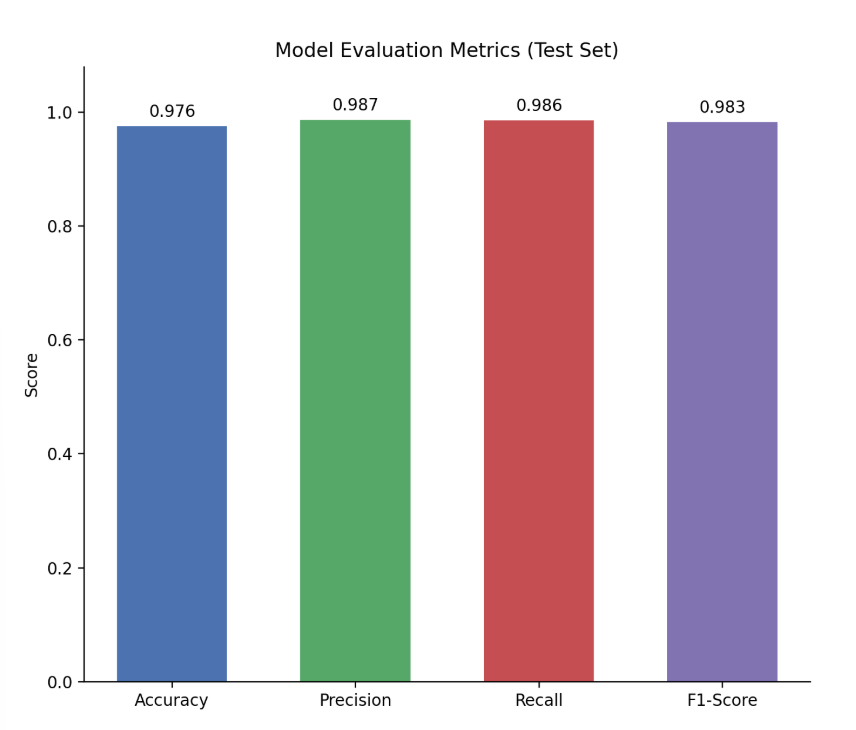 Model Evaluation Metrics (Test Set)
0.976
0.987
0.986
0.983
1.0
0.8
0.6
0.4
0.2
0.0
Score
Accuracy
Precision
Recall
F1-Score